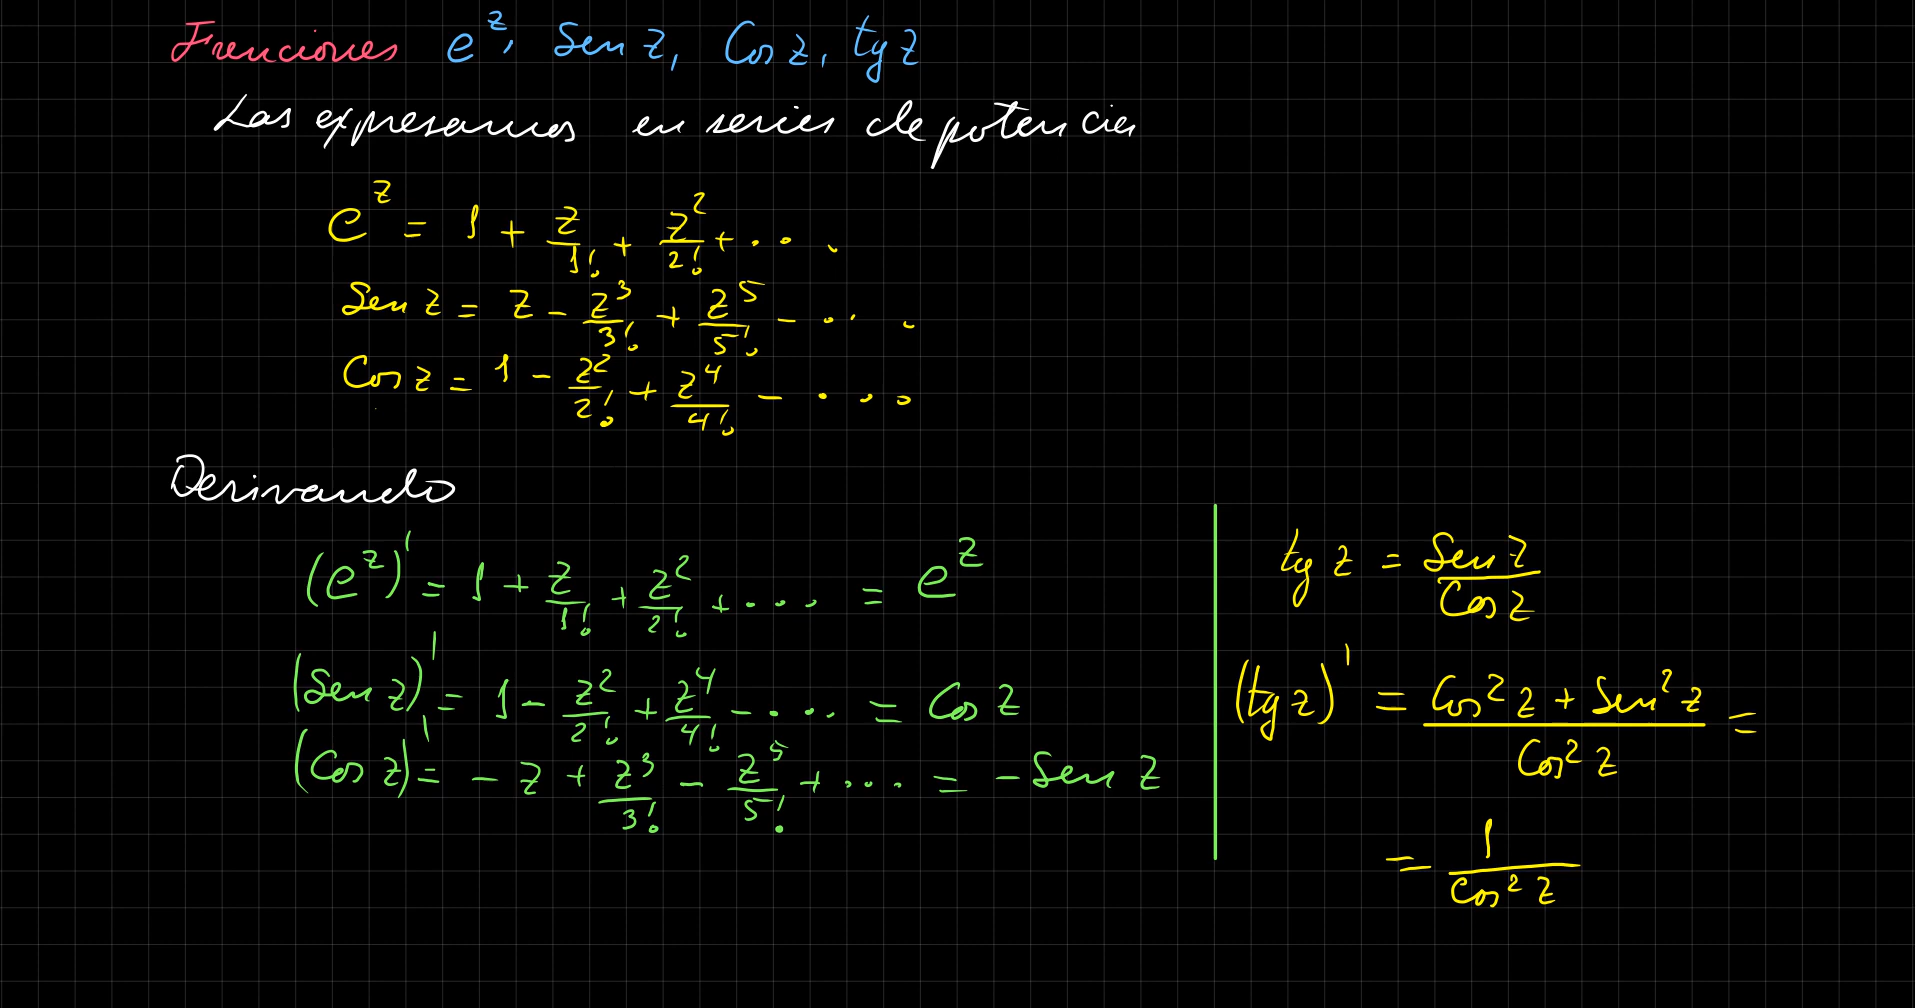 Funciones e^z, Sen z, Cos z, tg z
Las expresamos en series de potencia
e^z = 1 + z/1! + z^2/2! + ....
Sen z = z - z^3/3! + z^5/5! - ....
Cos z = 1 - z^2/2! + z^4/4! - ....
Derivando
(e^z)' = 1 + z/1! + z^2/2! + .... = e^z
(Sen z)' = 1 - z^2/2! + z^4/4! - .... = Cos z
(Cos z)' = - z + z^3/3! - z^5/5! + .... = - Sen z
tg z = Sen z/Cos z
(tg z)' = (Cos^2 z + Sen^2 z)/Cos^2 z =
= 1/Cos^2 z